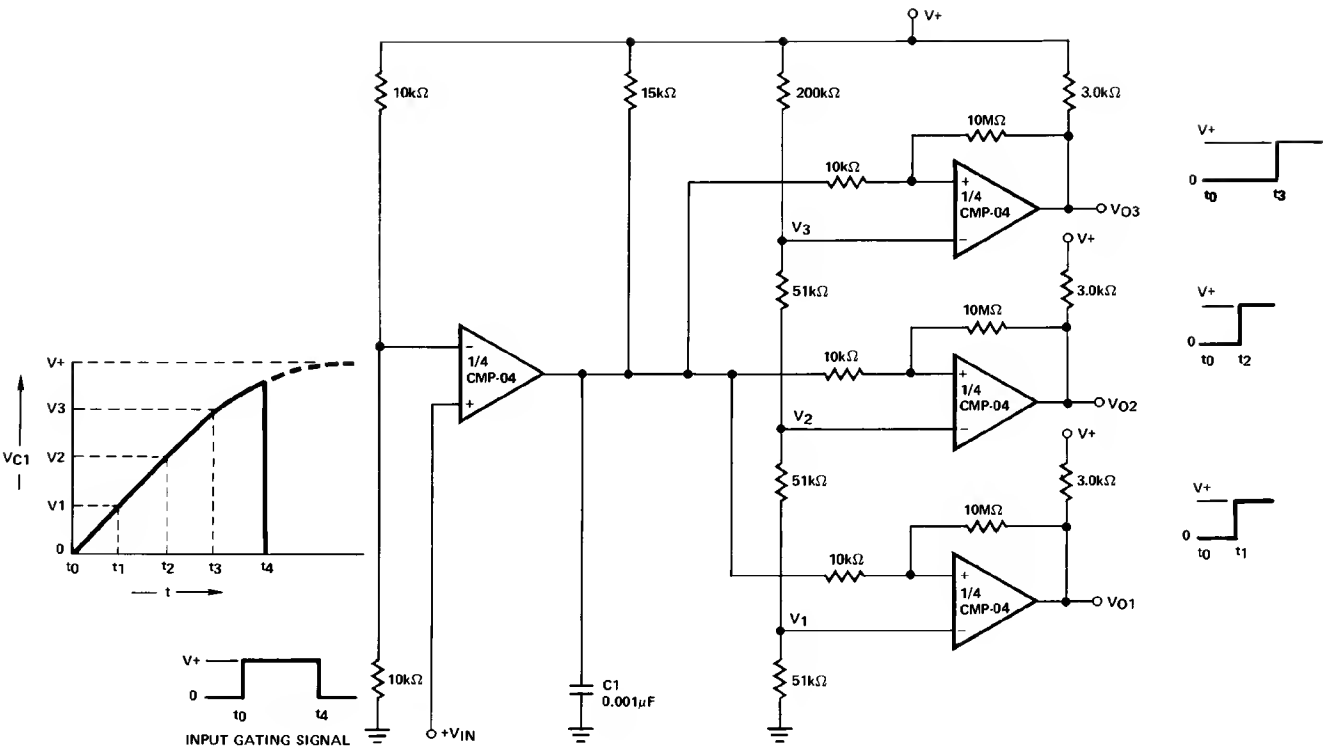 V+
10kΩ
15kΩ
200kΩ
3.0kΩ
10MΩ
10kΩ
+
1/4
CMP-04
−
V3
VO3
V+
0
t0
t3
51kΩ
V+
3.0kΩ
10MΩ
10kΩ
+
1/4
CMP-04
−
V2
VO2
V+
0
t0
t2
−
1/4
CMP-04
+
51kΩ
V+
3.0kΩ
10MΩ
10kΩ
+
1/4
CMP-04
−
V1
VO1
V+
0
t0
t1
V+
V3
V2
V1
0
VC1
t0
t1
t2
t3
t4
t
V+
0
t0
t4
INPUT GATING SIGNAL
10kΩ
+VIN
C1
0.001μF
51kΩ